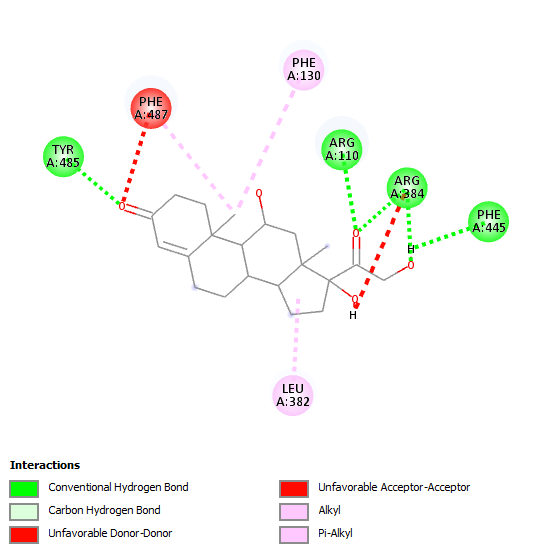 PHE
A:130
PHE
A:487
ARG
A:110
TYR
A:485
ARG
A:384
PHE
A:445
O
O
O
H
O
O
H
LEU
A:382
Interactions
Conventional Hydrogen Bond
Carbon Hydrogen Bond
Unfavorable Donor-Donor
Unfavorable Acceptor-Acceptor
Alkyl
Pi-Alkyl